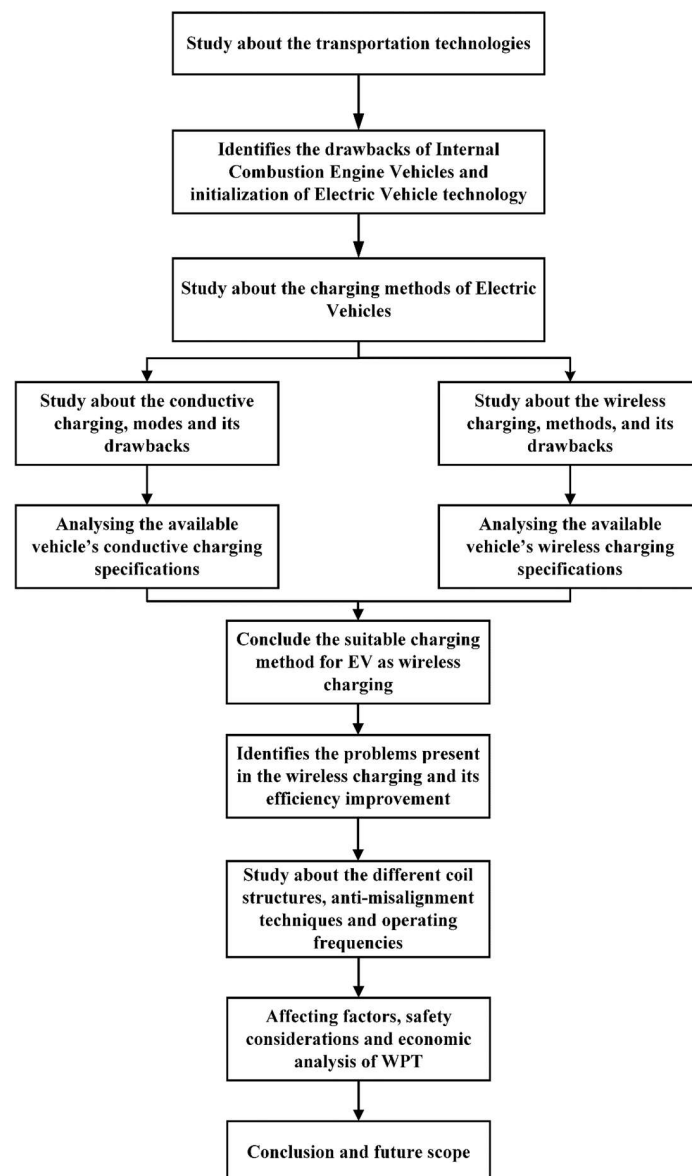 Study about the transportation technologies
Identifies the drawbacks of Internal
Combustion Engine Vehicles and
initialization of Electric Vehicle technology
Study about the charging methods of Electric
Vehicles
Study about the conductive
charging, modes and its
drawbacks
Study about the wireless
charging, methods, and its
drawbacks
Analysing the available
vehicle's conductive charging
specifications
Analysing the available
vehicle's wireless charging
specifications
Conclude the suitable charging
method for EV as wireless
charging
Identifies the problems present
in the wireless charging and its
efficiency improvement
Study about the different coil
structures, anti-misalignment
techniques and operating
frequencies
Affecting factors, safety
considerations and economic
analysis of WPT
Conclusion and future scope